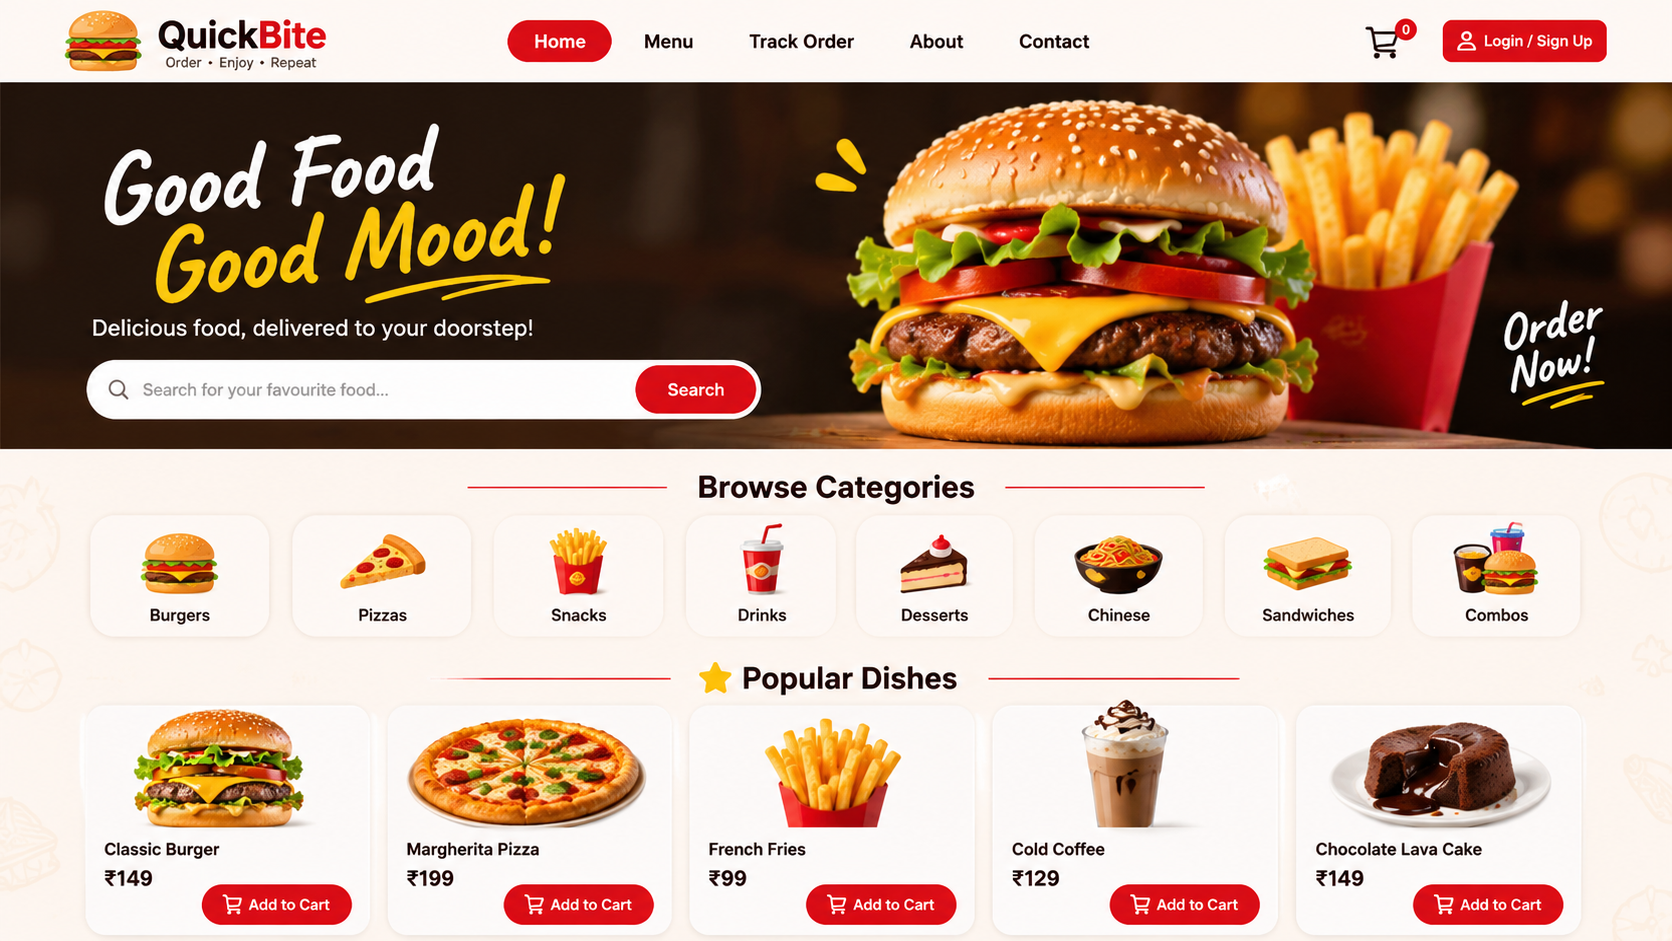 QuickBite
Order • Enjoy • Repeat
Home
Menu
Track Order
About
Contact
0
Login / Sign Up
Good Food
Good Mood!
Delicious food, delivered to your doorstep!
Search for your favourite food...
Search
Order
Now!
Browse Categories
Burgers
Pizzas
Snacks
Drinks
Desserts
Chinese
Sandwiches
Combos
Popular Dishes
Classic Burger
₹149
Add to Cart
Margherita Pizza
₹199
Add to Cart
French Fries
₹99
Add to Cart
Cold Coffee
₹129
Add to Cart
Chocolate Lava Cake
₹149
Add to Cart